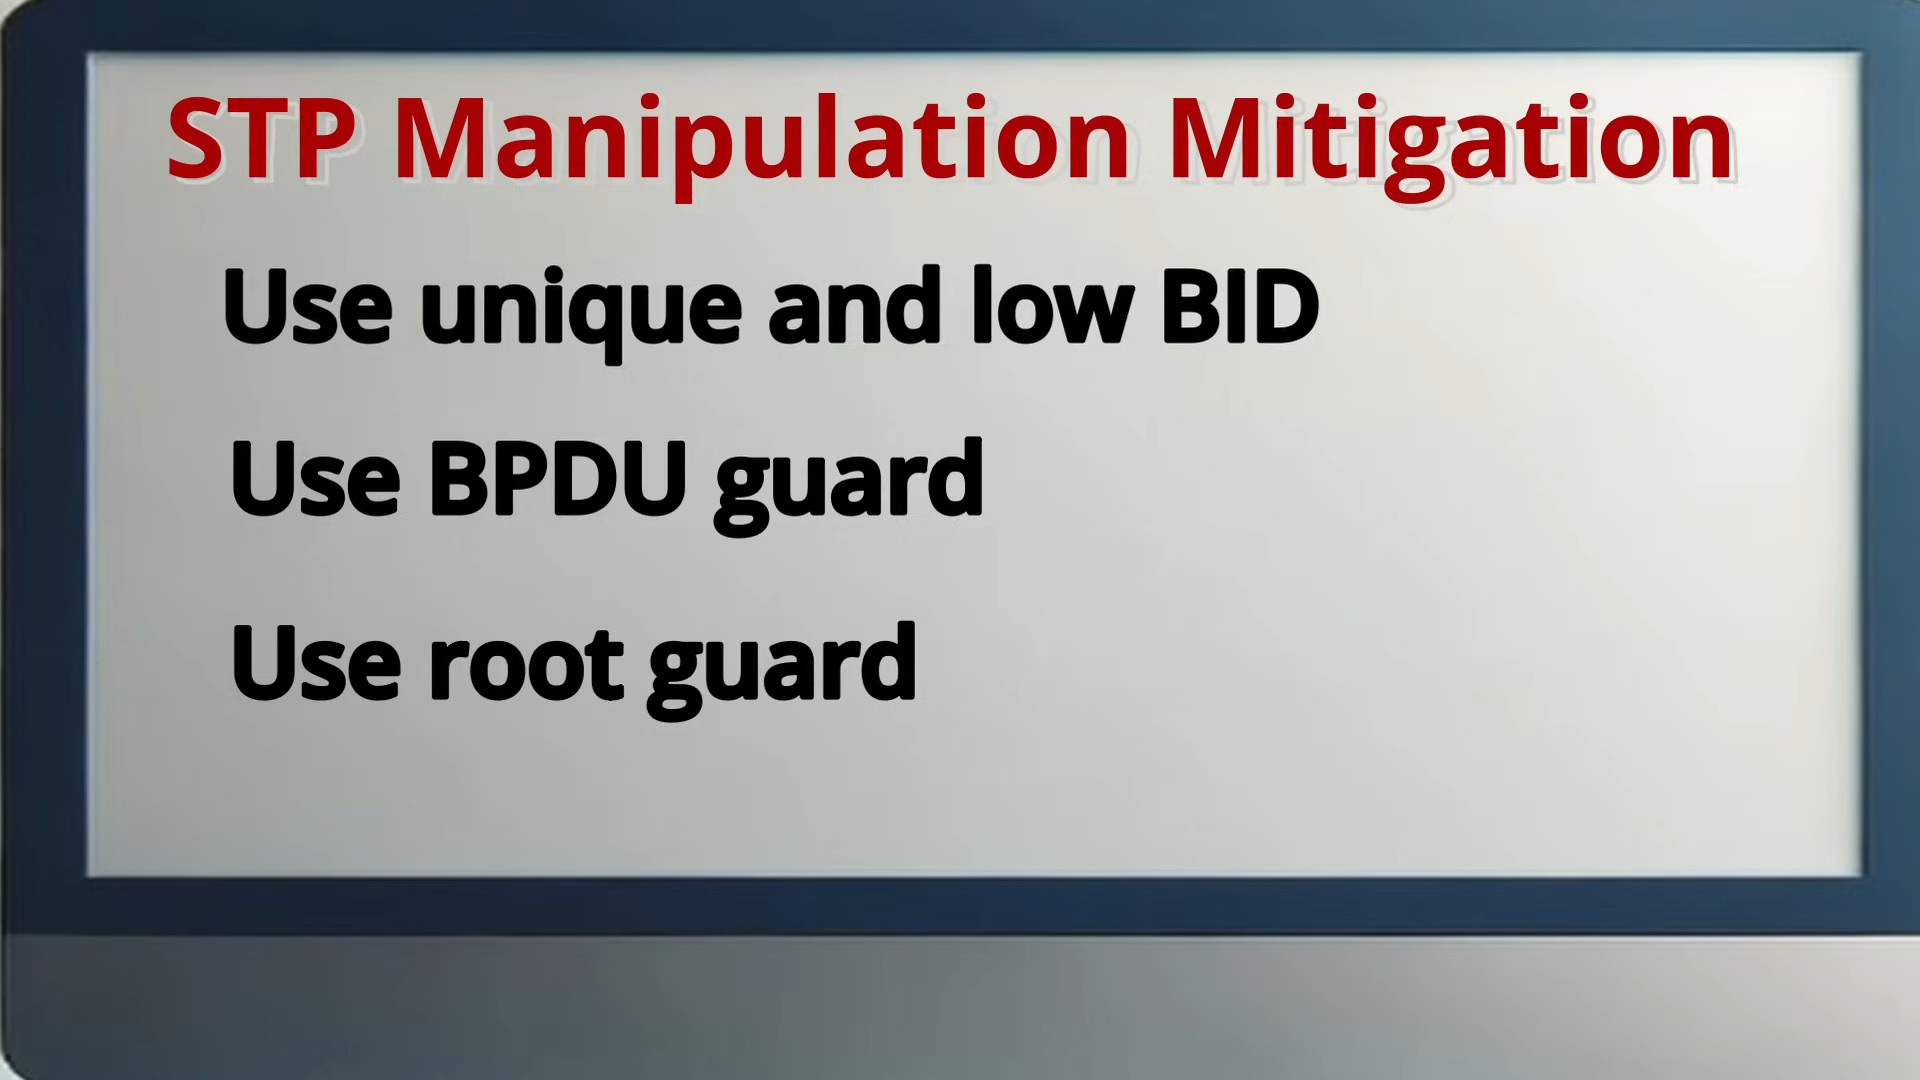 STP Manipulation Mitigation
Use unique and low BID
Use BPDU guard
Use root guard